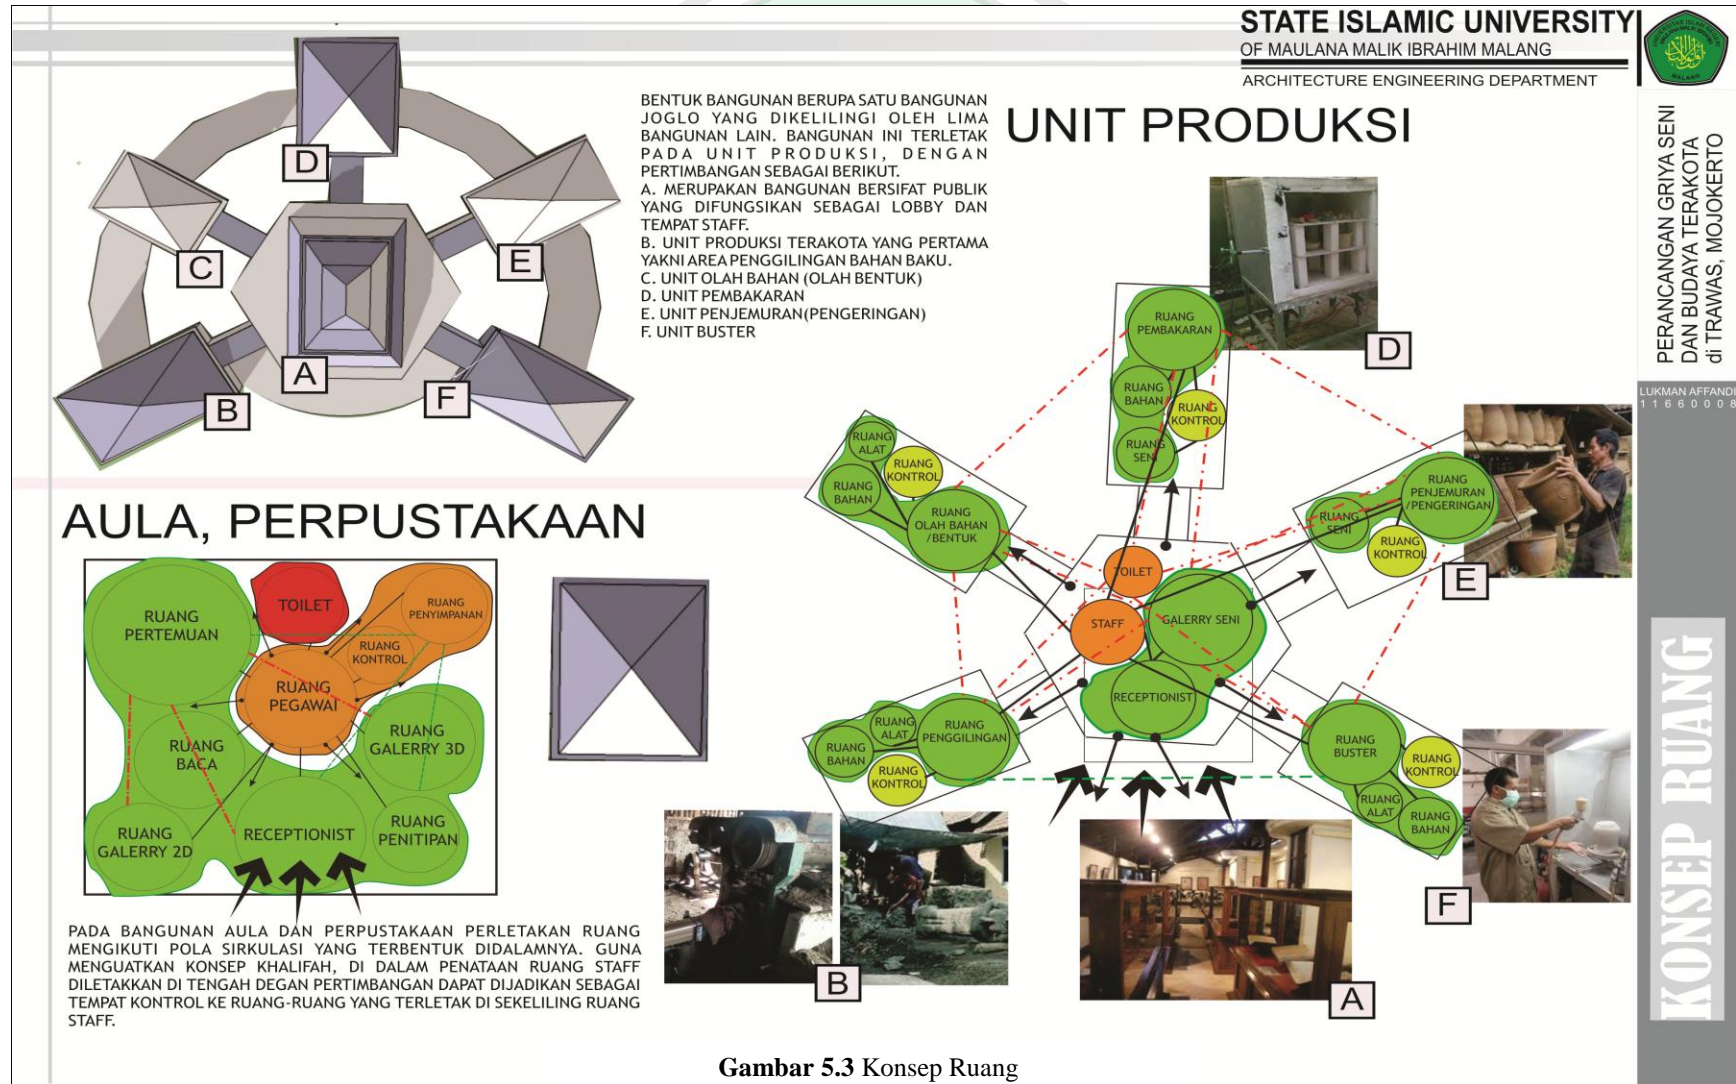 STATE ISLAMIC UNIVERSITY
OF MAULANA MALIK IBRAHIM MALANG
ARCHITECTURE ENGINEERING DEPARTMENT
MALANG
PERANCANGAN GRIYA SENI
DAN BUDAYA TERAKOTA
di TRAWAS, MOJOKERTO
LUKMAN AFFANDI
1 1 6 6 0 0 0 8
KONSEP RUANG
D
C
E
A
B
F
BENTUK BANGUNAN BERUPA SATU BANGUNAN
JOGLO YANG DIKELILINGI OLEH LIMA
BANGUNAN LAIN. BANGUNAN INI TERLETAK
PADA UNIT PRODUKSI, DENGAN
PERTIMBANGAN SEBAGAI BERIKUT.
A. MERUPAKAN BANGUNAN BERSIFAT PUBLIK
YANG DIFUNGSIKAN SEBAGAI LOBBY DAN
TEMPAT STAFF.
B. UNIT PRODUKSI TERAKOTA YANG PERTAMA
YAKNI AREA PENGGILINGAN BAHAN BAKU.
C. UNIT OLAH BAHAN (OLAH BENTUK)
D. UNIT PEMBAKARAN
E. UNIT PENJEMURAN(PENGERINGAN)
F. UNIT BUSTER
UNIT PRODUKSI
D
RUANG
PEMBAKARAN
RUANG
BAHAN
RUANG
KONTROL
RUANG
SENI
RUANG
ALAT
RUANG
KONTROL
RUANG
BAHAN
RUANG
OLAH BAHAN
/BENTUK
RUANG
PENJEMURAN
/PENGERINGAN
RUANG
SENI
RUANG
KONTROL
E
TOILET
STAFF
GALERRY SENI
RECEPTIONIST
RUANG
ALAT
RUANG
PENGGILINGAN
RUANG
BAHAN
RUANG
KONTROL
RUANG
BUSTER
RUANG
KONTROL
RUANG
ALAT
RUANG
BAHAN
B
A
F
AULA, PERPUSTAKAAN
RUANG
PERTEMUAN
TOILET
RUANG
PENYIMPANAN
RUANG
KONTROL
RUANG
PEGAWAI
RUANG
BACA
RUANG
GALERRY 3D
RUANG
GALERRY 2D
RECEPTIONIST
RUANG
PENITIPAN
PADA BANGUNAN AULA DAN PERPUSTAKAAN PERLETAKAN RUANG
MENGIKUTI POLA SIRKULASI YANG TERBENTUK DIDALAMNYA. GUNA
MENGUATKAN KONSEP KHALIFAH, DI DALAM PENATAAN RUANG STAFF
DILETAKKAN DI TENGAH DEGAN PERTIMBANGAN DAPAT DIJADIKAN SEBAGAI
TEMPAT KONTROL KE RUANG-RUANG YANG TERLETAK DI SEKELILING RUANG
STAFF.
Gambar 5.3 Konsep Ruang